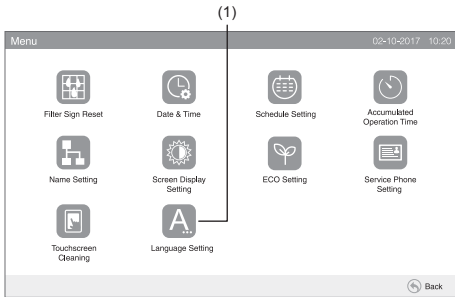 (1)
Menu 02-10-2017 10:20
Filter Sign Reset Date & Time Schedule Setting Accumulated
Operation Time
Name Setting Screen Display
Setting ECO Setting Service Phone
Setting
Touchscreen
Cleaning A... Language Setting
Back